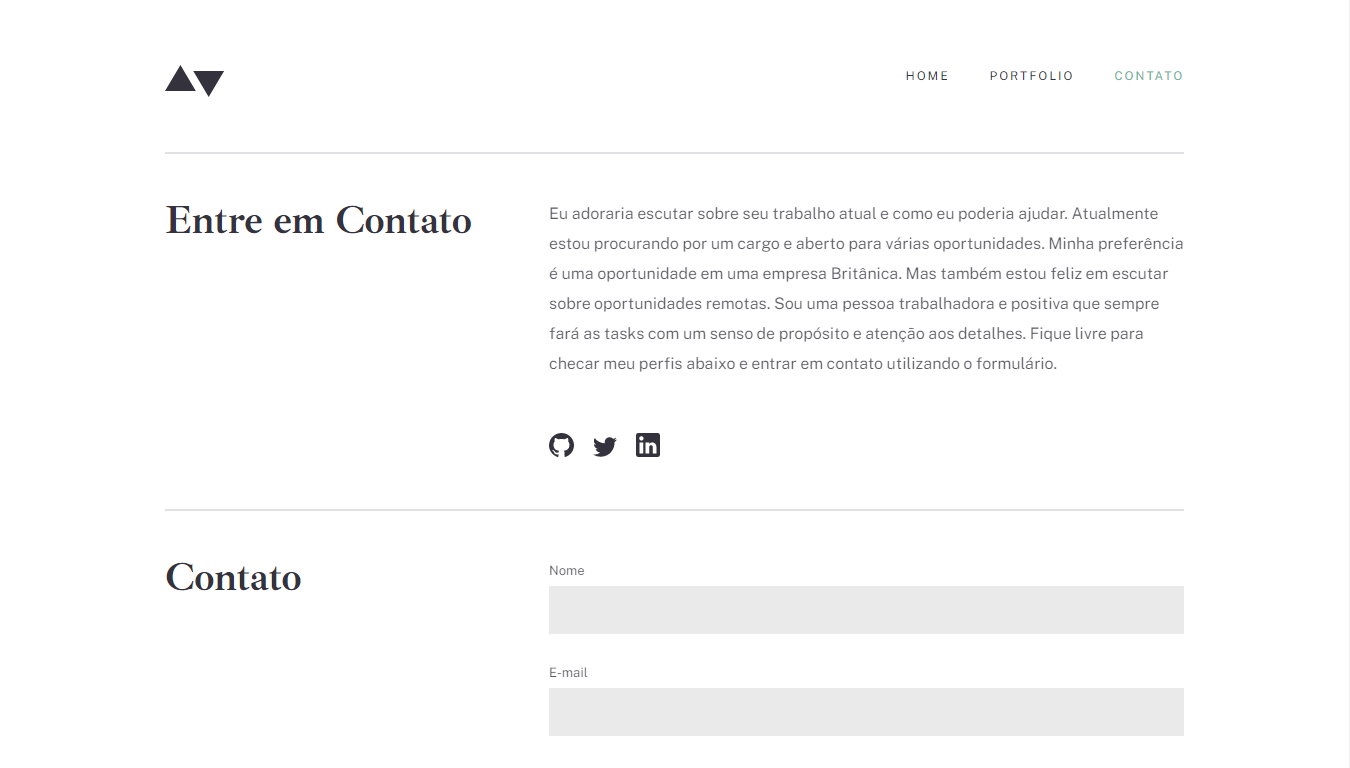 HOME PORTFOLIO CONTATO
Entre em Contato
Eu adoraria escutar sobre seu trabalho atual e como eu poderia ajudar. Atualmente
estou procurando por um cargo e aberto para várias oportunidades. Minha preferência
é uma oportunidade em uma empresa Britânica. Mas também estou feliz em escutar
sobre oportunidades remotas. Sou uma pessoa trabalhadora e positiva que sempre
fará as tasks com um senso de propósito e atenção aos detalhes. Fique livre para
checar meu perfis abaixo e entrar em contato utilizando o formulário.
in
Contato
Nome
E-mail